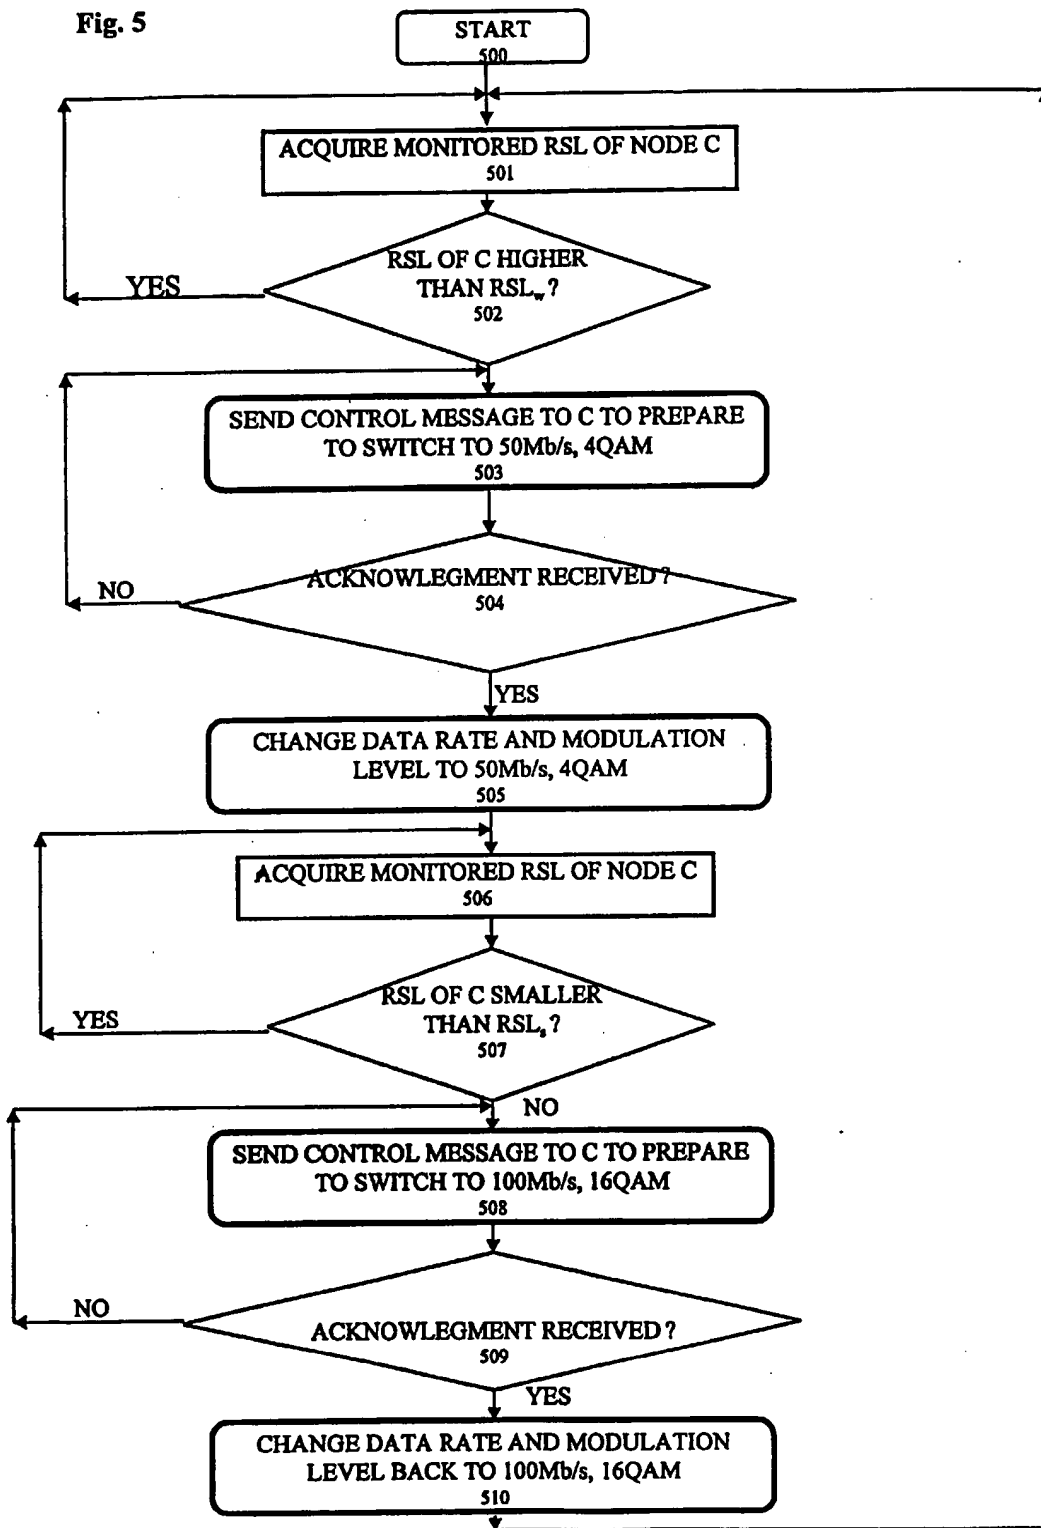 Fig. 5
START
500
ACQUIRE MONITORED RSL OF NODE C
501
RSL OF C HIGHER
THAN RSLw ?
502
YES
SEND CONTROL MESSAGE TO C TO PREPARE
TO SWITCH TO 50Mb/s, 4QAM
503
ACKNOWLEGMENT RECEIVED ?
504
NO
YES
CHANGE DATA RATE AND MODULATION
LEVEL TO 50Mb/s, 4QAM
505
ACQUIRE MONITORED RSL OF NODE C
506
RSL OF C SMALLER
THAN RSLs ?
507
YES
NO
SEND CONTROL MESSAGE TO C TO PREPARE
TO SWITCH TO 100Mb/s, 16QAM
508
NO
ACKNOWLEGMENT RECEIVED ?
509
YES
CHANGE DATA RATE AND MODULATION
LEVEL BACK TO 100Mb/s, 16QAM
510